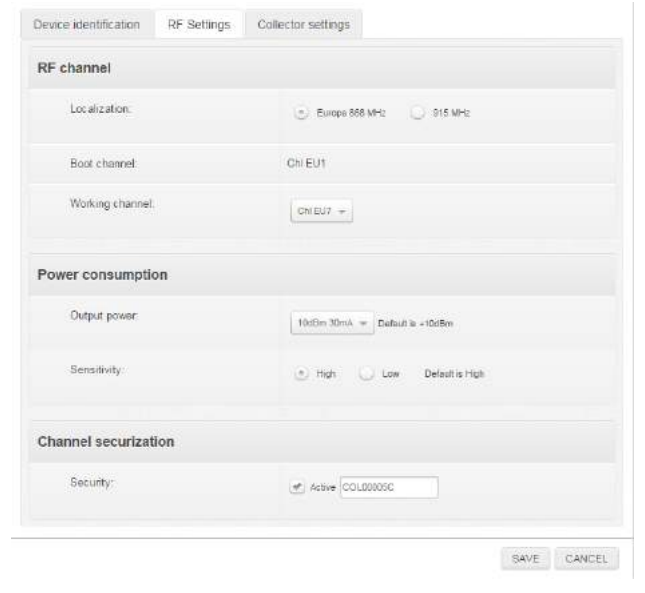 Device identification RF Settings Collector settings
RF channel
Localization: Europe 868 MHz 915 MHz
Boot channel: Chl EU1
Working channel: Chl EU7
Power consumption
Output power: 10dBm 30mA Default is +10dBm
Sensitivity: High Low Default is High
Channel securization
Security: Active COL00005C
SAVE CANCEL